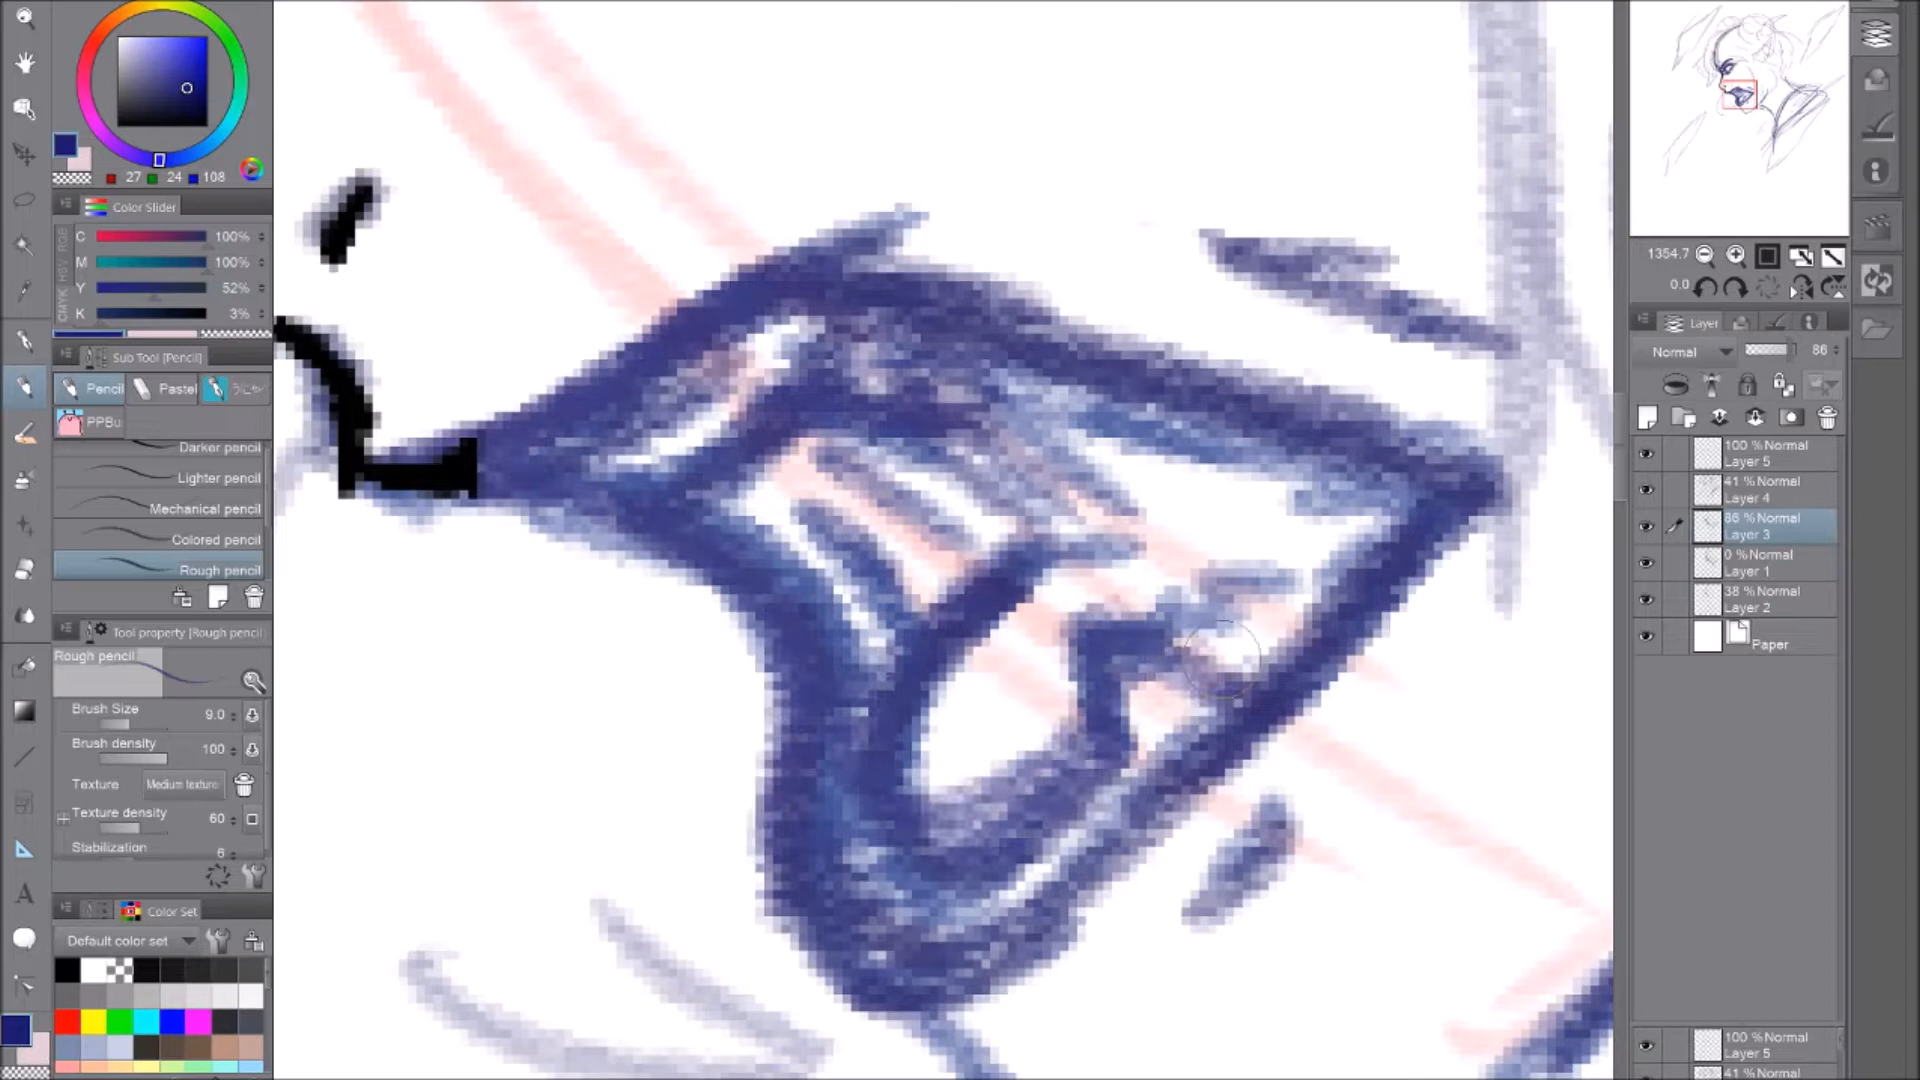 27 24 108
Color Slider
C 100%
M 100%
Y 52%
K 3%
CMYK HSV RGB
Sub Tool [Pencil]
Pencil Pastel
PPBu
Darker pencil
Lighter pencil
Mechanical pencil
Colored pencil
Rough pencil
Tool property [Rough pencil]
Rough pencil
Brush Size 9.0
Brush density 100
Texture Medium texture
Texture density 60
Stabilization 6
Color Set
Default color set
A
1354.7
0.0
Layer
Normal 86
100 %Normal
Layer 5
41 %Normal
Layer 4
86 %Normal
Layer 3
0 %Normal
Layer 1
38 %Normal
Layer 2
Paper
100 %Normal
Layer 5
41 %Normal